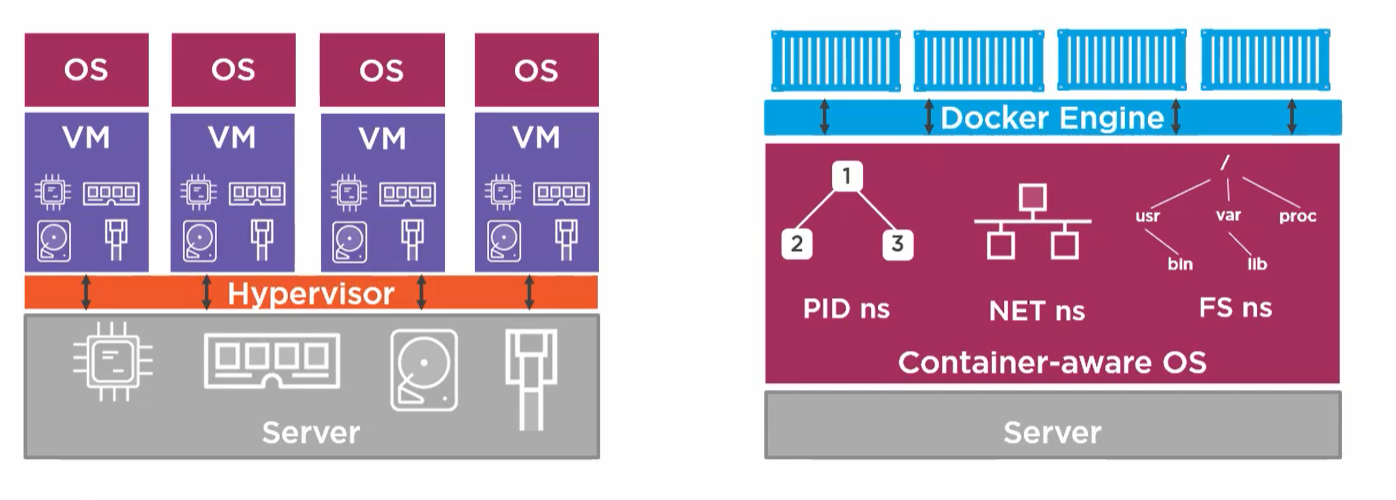 OS
OS
OS
OS
VM
VM
VM
VM
Hypervisor
Server
Docker Engine
1
2
3
PID ns
NET ns
/
usr
var
proc
bin
lib
FS ns
Container-aware OS
Server